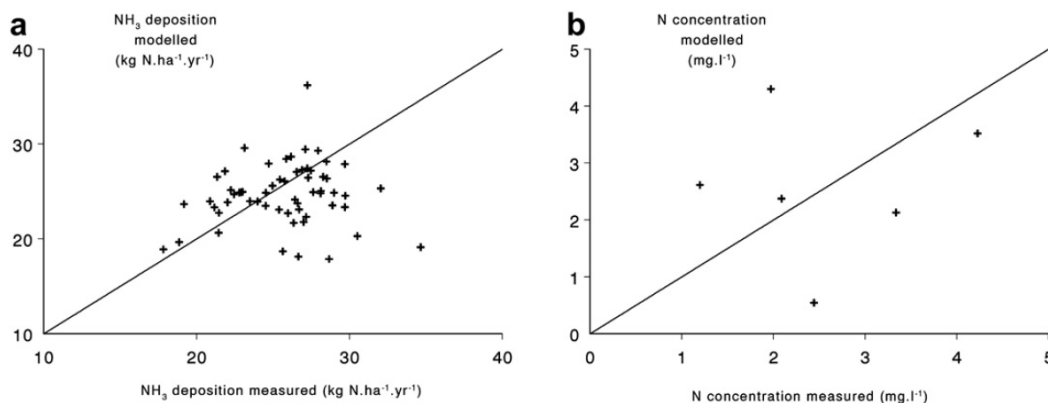 a
NH₃ deposition
modelled
(kg N.ha⁻¹.yr⁻¹)
40
30
20
10
10 20 30 40
NH₃ deposition measured (kg N.ha⁻¹.yr⁻¹)
b
N concentration
modelled
(mg.l⁻¹)
5
4
3
2
1
0
0 1 2 3 4 5
N concentration measured (mg.l⁻¹)